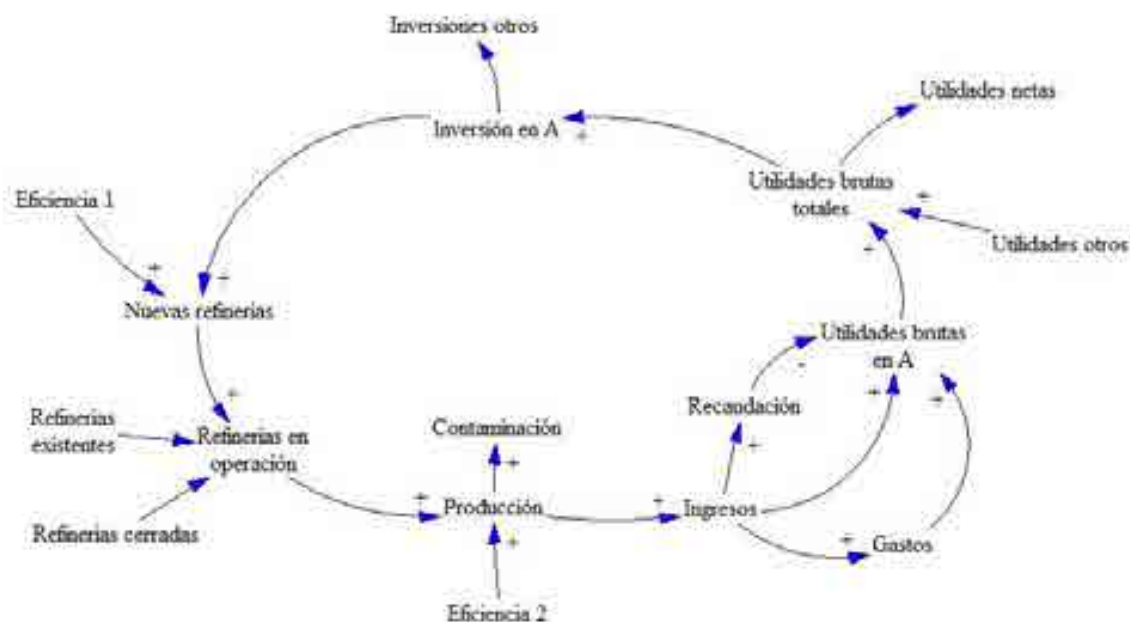 Inversiones otros
Utilidades netas
Inversión en A
+
Utilidades brutas
totales
+
Eficiencia 1
Utilidades otros
+
+
+
Nuevas refinerias
Utilidades brutas
en A
-
+
Recaudación
+
+
Refinerias
existentes
Refinerias en
operación
Contaminación
+
+
+
Producción
+
Ingresos
Refinerias cerradas
+
+
Gastos
Eficiencia 2